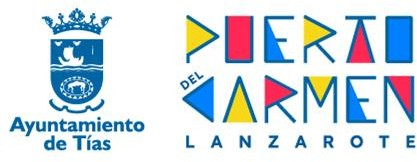 Ayuntamiento
de Tías
PUERTO
DEL
CARMEN
LANZAROTE